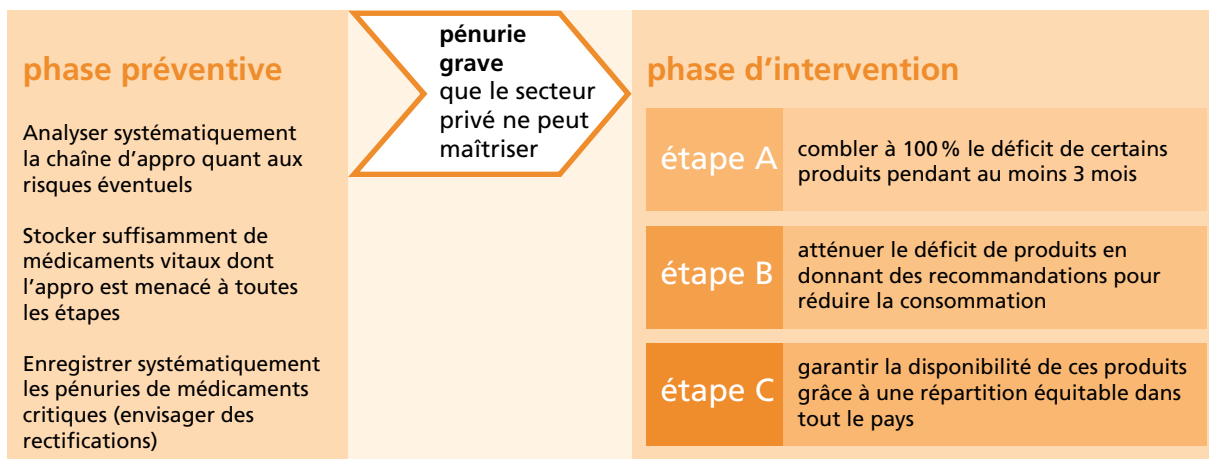 phase préventive
Analyser systématiquement
la chaîne d'appro quant aux
risques éventuels
Stocker suffisamment de
médicaments vitaux dont
l'appro est menacé à toutes
les étapes
Enregistrer systématiquement
les pénuries de médicaments
critiques (envisager des
rectifications)
pénurie
grave
que le secteur
privé ne peut
maîtriser
phase d'intervention
étape A
combler à 100 % le déficit de certains
produits pendant au moins 3 mois
étape B
atténuer le déficit de produits en
donnant des recommandations pour
réduire la consommation
étape C
garantir la disponibilité de ces produits
grâce à une répartition équitable dans
tout le pays